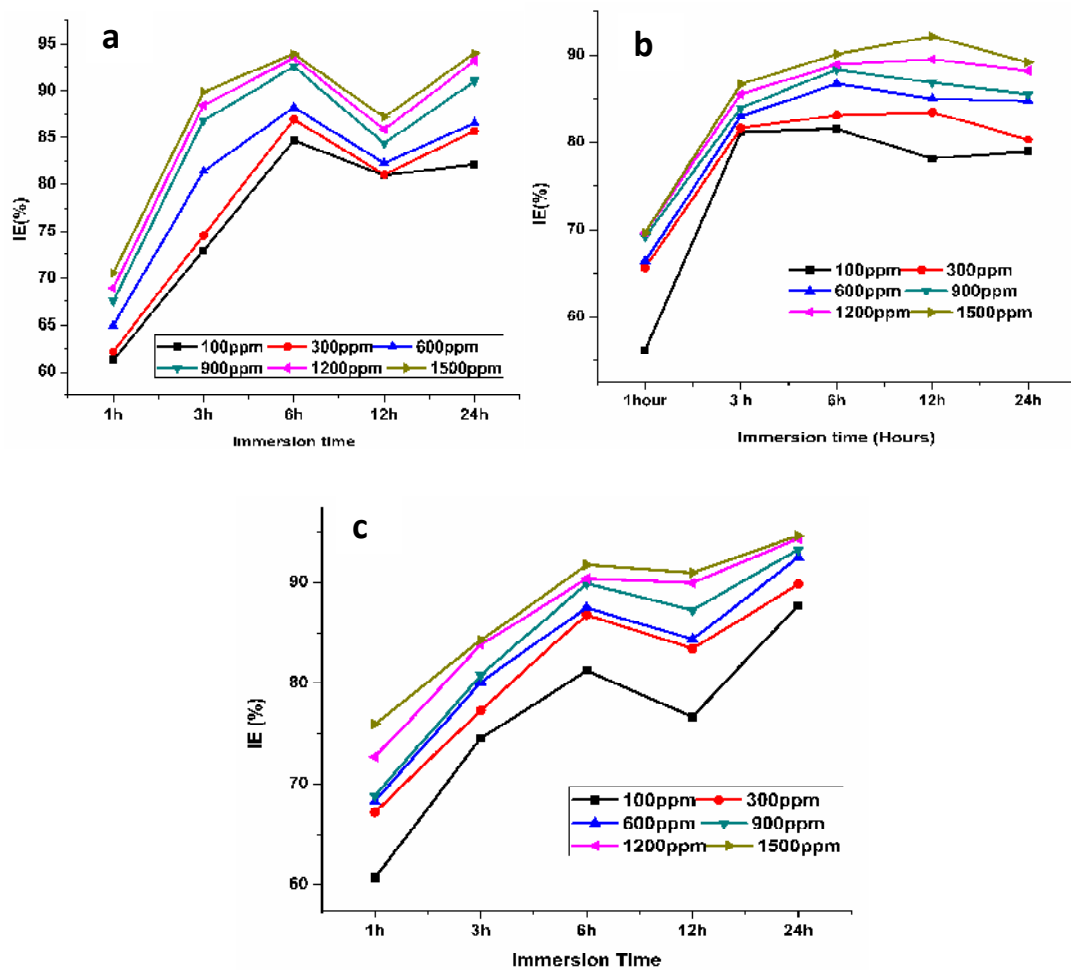 a
95
90
85
80
75
70
65
60
IE(%)
100ppm 300ppm 600ppm
900ppm 1200ppm 1500ppm
1h 3h 6h 12h 24h
Immersion time
b
90
80
70
60
IE(%)
100ppm 300ppm
600ppm 900ppm
1200ppm 1500ppm
1hour 3 h 6h 12h 24h
Immersion time (Hours)
c
90
80
70
60
IE [%)
100ppm 300ppm
600ppm 900ppm
1200ppm 1500ppm
1h 3h 6h 12h 24h
Immersion Time